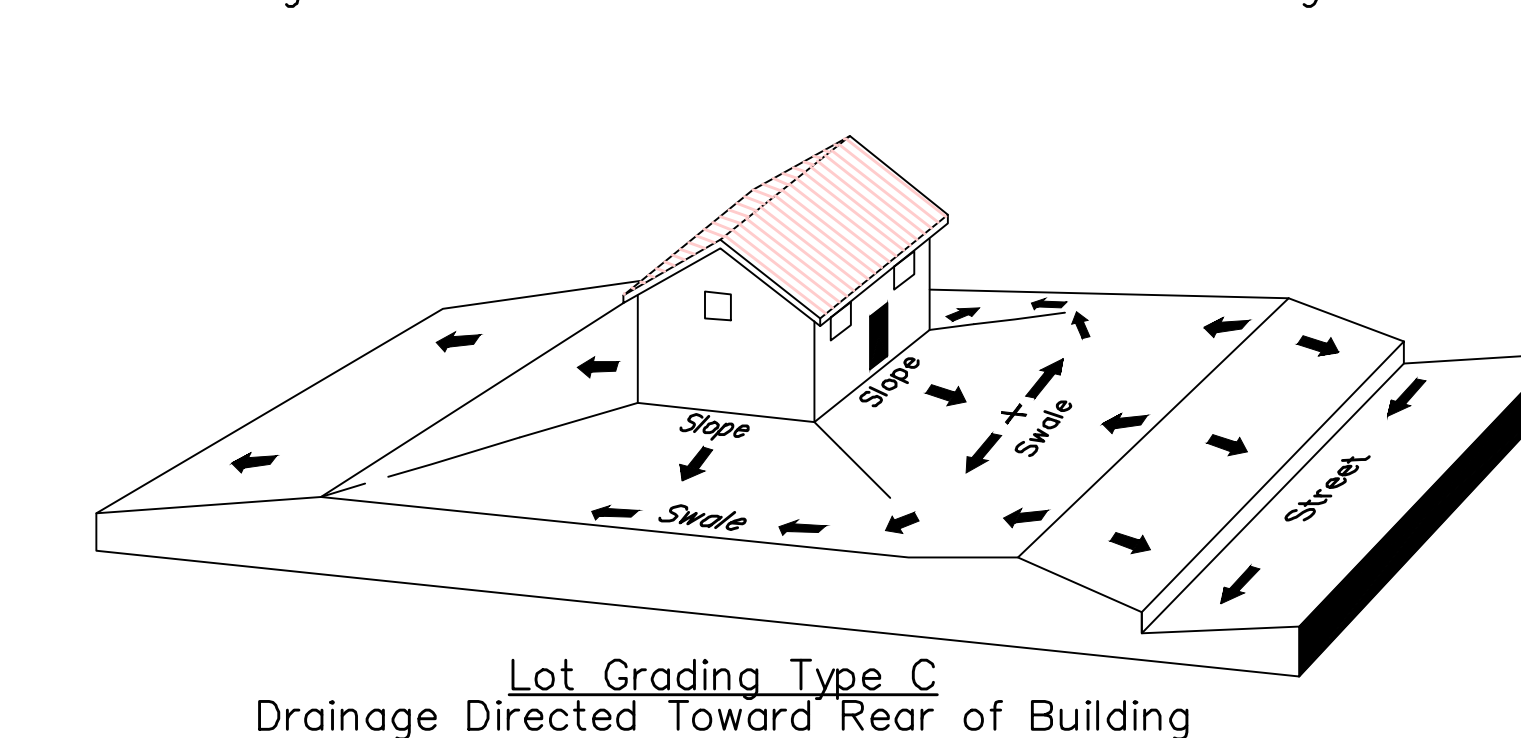 Slope
Slope
Swale
Swale
Street
Lot Grading Type C
Drainage Directed Toward Rear of Building